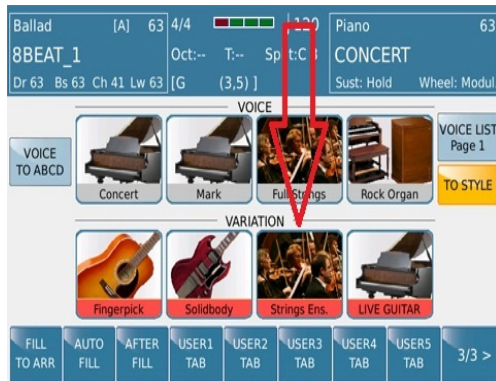 Ballad [A] 63 4/4 120 Piano 63
8BEAT_1 Oct:-- T:-- CONCERT
Dr 63 Bs 63 Ch 41 Lw 63 [G (3,5) ] Sust: Hold Wheel: Modul
VOICE
VOICE TO ABCD
Concert Mark Full Strings Rock Organ
VOICE LIST Page 1
TO STYLE
VARIATION
Fingerpick Solidbody Strings Ens. LIVE GUITAR
FILL TO ARR
AUTO FILL
AFTER FILL
USER1 TAB
USER2 TAB
USER3 TAB
USER4 TAB
USER5 TAB
3/3 >